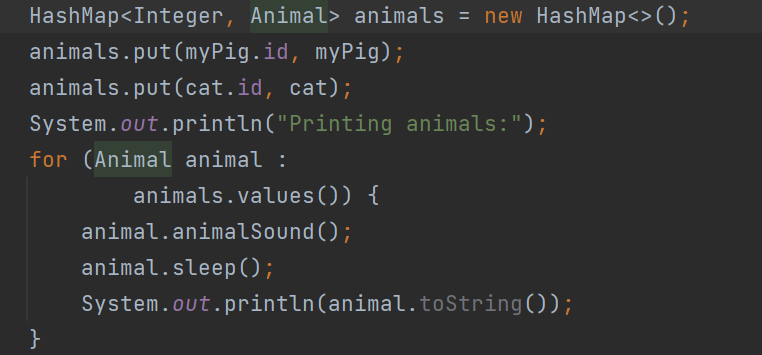 HashMap<Integer, Animal> animals = new HashMap<>();
animals.put(myPig.id, myPig);
animals.put(cat.id, cat);
System.out.println("Printing animals:");
for (Animal animal :
        animals.values()) {
    animal.animalSound();
    animal.sleep();
    System.out.println(animal.toString());
}